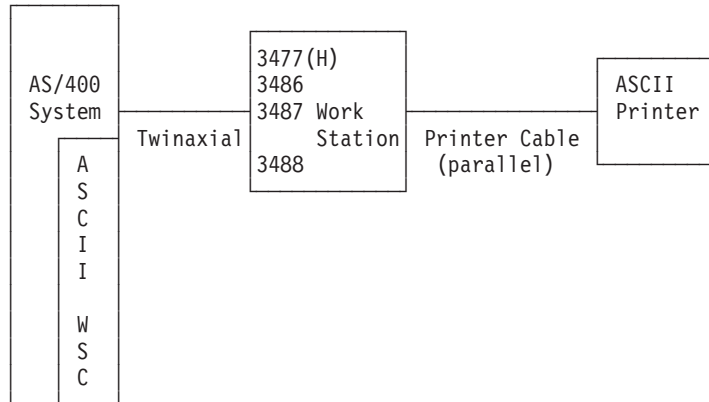 3477(H)
AS/400 3486 ASCII
System 3487 Work Printer
Twinaxial Station Printer Cable
A 3488 (parallel)
S
C
I
I
W
S
C